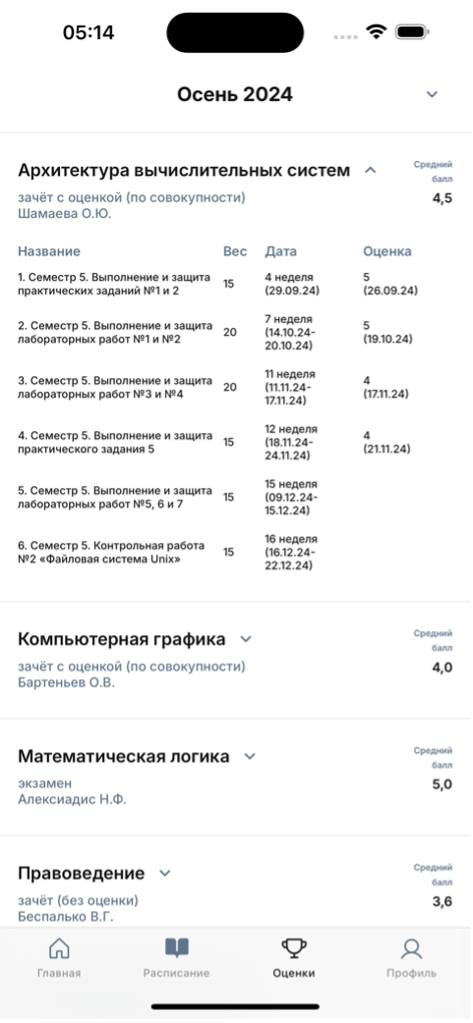 05:14
Осень 2024
Архитектура вычислительных систем
Средний
балл
зачёт с оценкой (по совокупности)
4,5
Шамаева О.Ю.
Название Вес Дата Оценка
1. Семестр 5. Выполнение и защита
практических заданий №1 и 2
15
4 неделя
(29.09.24)
5
(26.09.24)
2. Семестр 5. Выполнение и защита
лабораторных работ №1 и №2
20
7 неделя
(14.10.24-
20.10.24)
5
(19.10.24)
3. Семестр 5. Выполнение и защита
лабораторных работ №3 и №4
20
11 неделя
(11.11.24-
17.11.24)
4
(17.11.24)
4. Семестр 5. Выполнение и защита
практического задания 5
15
12 неделя
(18.11.24-
24.11.24)
4
(21.11.24)
5. Семестр 5. Выполнение и защита
лабораторных работ №5, 6 и 7
15
15 неделя
(09.12.24-
15.12.24)
6. Семестр 5. Контрольная работа
№2 «Файловая система Unix»
15
16 неделя
(16.12.24-
22.12.24)
Компьютерная графика
Средний
балл
зачёт с оценкой (по совокупности)
4,0
Бартеньев О.В.
Математическая логика
Средний
балл
экзамен
5,0
Алексиадис Н.Ф.
Правоведение
Средний
балл
зачёт (без оценки)
3,6
Беспалько В.Г.
Главная Расписание Оценки Профиль